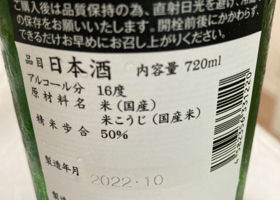 ご購入後は品質保持の為、直射日光を避け、冷
存をお願いいたします。開栓前後にかかわらず、
できるだけお早めにお召し上がりください。
品目 日本酒 内容量 720ml
アルコール分 16度
原材料名 米（国産）
米こうじ（国産米）
精米歩合 50%
製造年月 2022.10